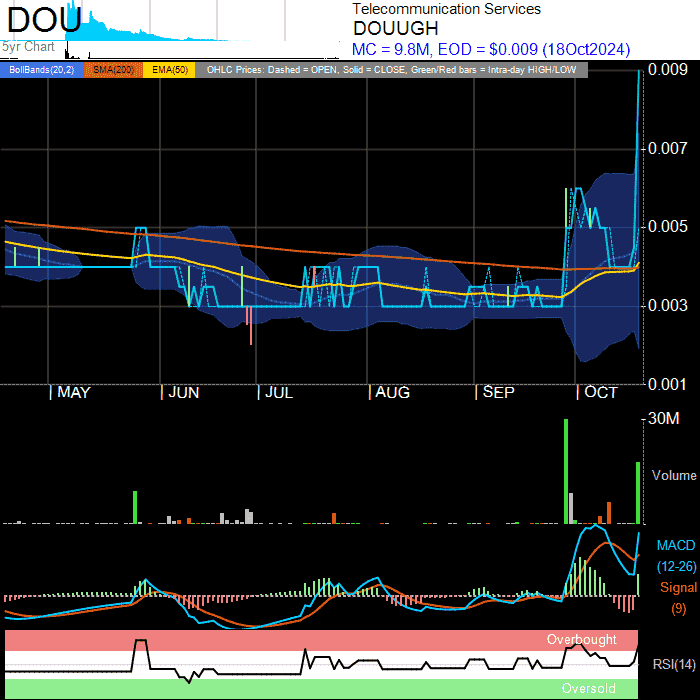 DOU
Telecommunication Services
DOUUGH
5yr Chart
MC = 9.8M, EOD = $0.009 (18Oct2024)
BollBands(20,2) SMA(200) EMA(50) OHLC Prices: Dashed = OPEN, Solid = CLOSE, Green/Red bars = Intra-day HIGH/LOW
0.009
0.007
0.005
0.003
0.001
MAY JUN JUL AUG SEP OCT
30M
Volume
MACD
(12-26)
Signal
(9)
Overbought
RSI(14)
Oversold